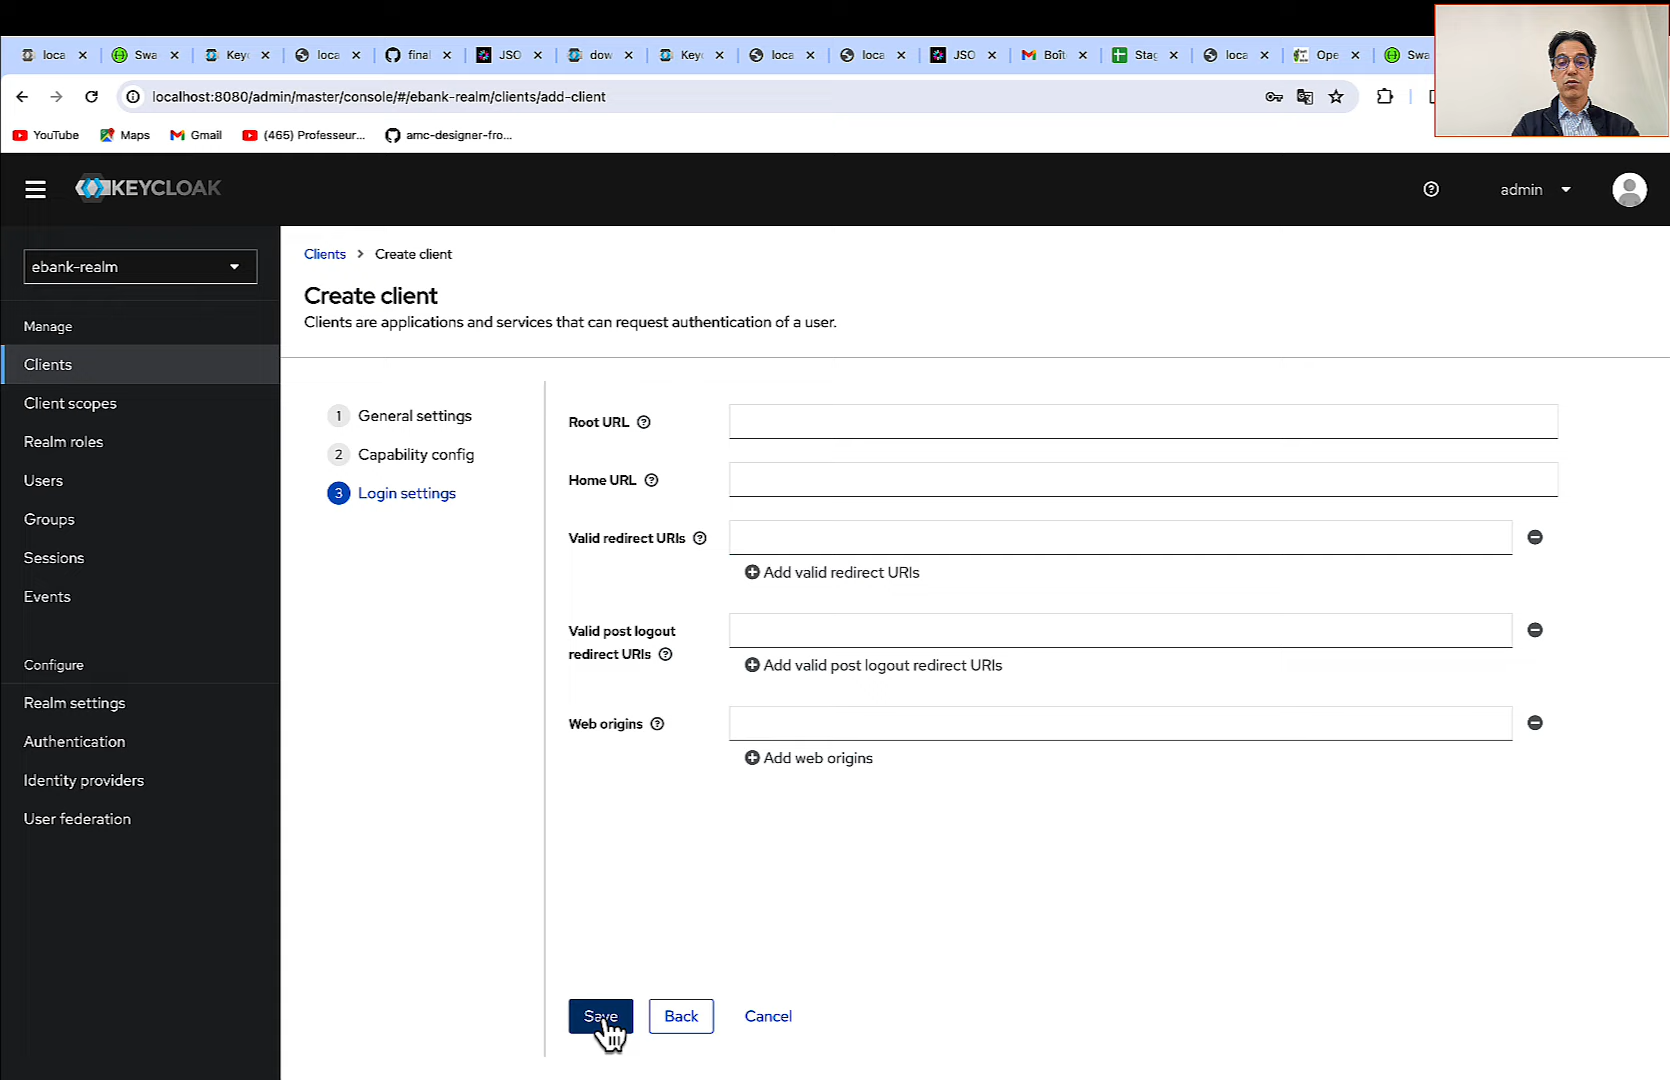 loca
Swa
Key
loca
final
JSO
dow
Key
loca
loca
JSO
Boît
Stag
loca
Ope
Swa
localhost:8080/admin/master/console/#/ebank-realm/clients/add-client
YouTube
Maps
Gmail
(465) Professeur...
amc-designer-fro...
KEYCLOAK
admin
ebank-realm
Manage
Clients
Client scopes
Realm roles
Users
Groups
Sessions
Events
Configure
Realm settings
Authentication
Identity providers
User federation
Clients > Create client
Create client
Clients are applications and services that can request authentication of a user.
1 General settings
2 Capability config
3 Login settings
Root URL
Home URL
Valid redirect URIs
Add valid redirect URIs
Valid post logout
redirect URIs
Add valid post logout redirect URIs
Web origins
Add web origins
Save
Back
Cancel